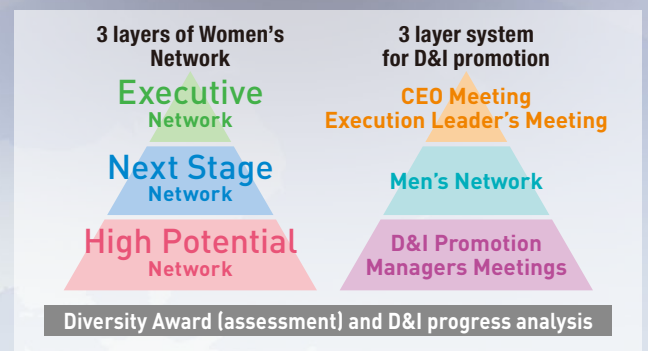 3 layers of Women's
Network
Executive
Network
Next Stage
Network
High Potential
Network
3 layer system
for D&I promotion
CEO Meeting
Execution Leader's Meeting
Men's Network
D&I Promotion
Managers Meetings
Diversity Award (assessment) and D&I progress analysis